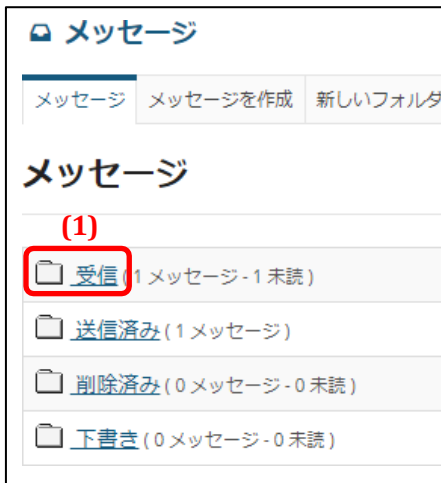 メッセージ
メッセージ メッセージを作成 新しいフォルダ
メッセージ
(1)
受信 (1 メッセージ - 1 未読 )
送信済み ( 1 メッセージ )
削除済み ( 0 メッセージ - 0 未読 )
下書き ( 0 メッセージ - 0 未読 )